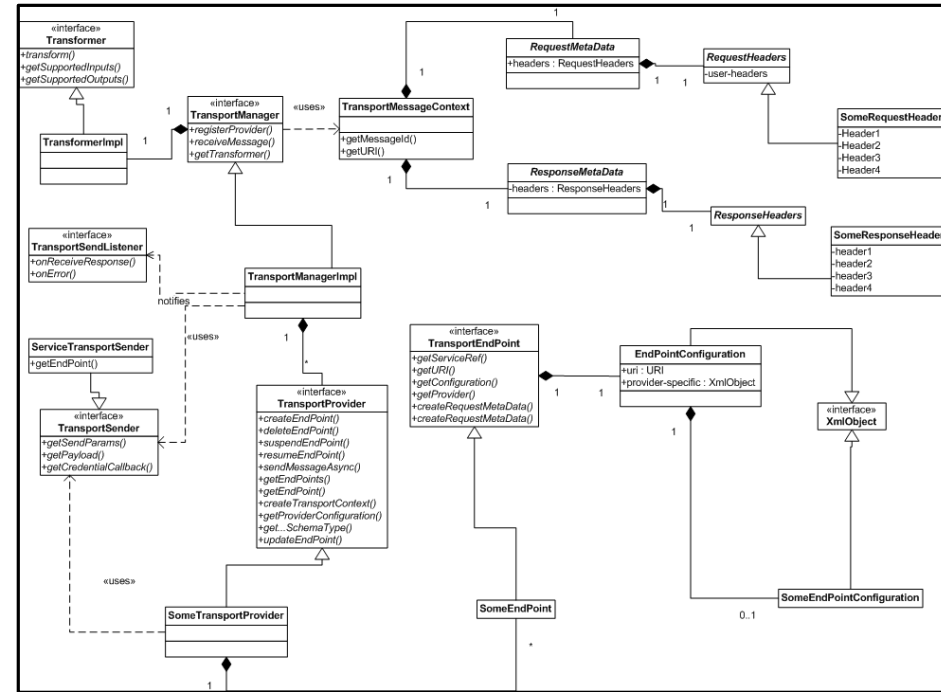 «interface»
Transformer
+transform()
+getSupportedInputs()
+getSupportedOutputs()
TransformerImpl
1
1
«interface»
TransportManager
+registerProvider()
+receiveMessage()
+getTransformer()
«uses»
TransportMessageContext
+getMessageId()
+getURI()
1
1
RequestMetaData
+headers : RequestHeaders
1
1
RequestHeaders
-user-headers
SomeRequestHeader
-Header1
-Header2
-Header3
-Header4
1
1
ResponseMetaData
-headers : ResponseHeaders
1
1
ResponseHeaders
SomeResponseHeader
-header1
-header2
-header3
-header4
«interface»
TransportSendListener
+onReceiveResponse()
+onError()
notifies
TransportManagerImpl
«uses»
1
*
ServiceTransportSender
+getEndPoint()
«interface»
TransportSender
+getSendParams()
+getPayload()
+getCredentialCallback()
«interface»
TransportProvider
+createEndPoint()
+deleteEndPoint()
+suspendEndPoint()
+resumeEndPoint()
+sendMessageAsync()
+getEndPoints()
+getEndPoint()
+createTransportContext()
+getProviderConfiguration()
+get...SchemaType()
+updateEndPoint()
«interface»
TransportEndPoint
+getServiceRef()
+getURI()
+getConfiguration()
+getProvider()
+createRequestMetaData()
+createRequestMetaData()
1
1
EndPointConfiguration
+uri : URI
+provider-specific : XmlObject
1
«interface»
XmlObject
«uses»
SomeTransportProvider
1
SomeEndPoint
*
SomeEndPointConfiguration
0..1